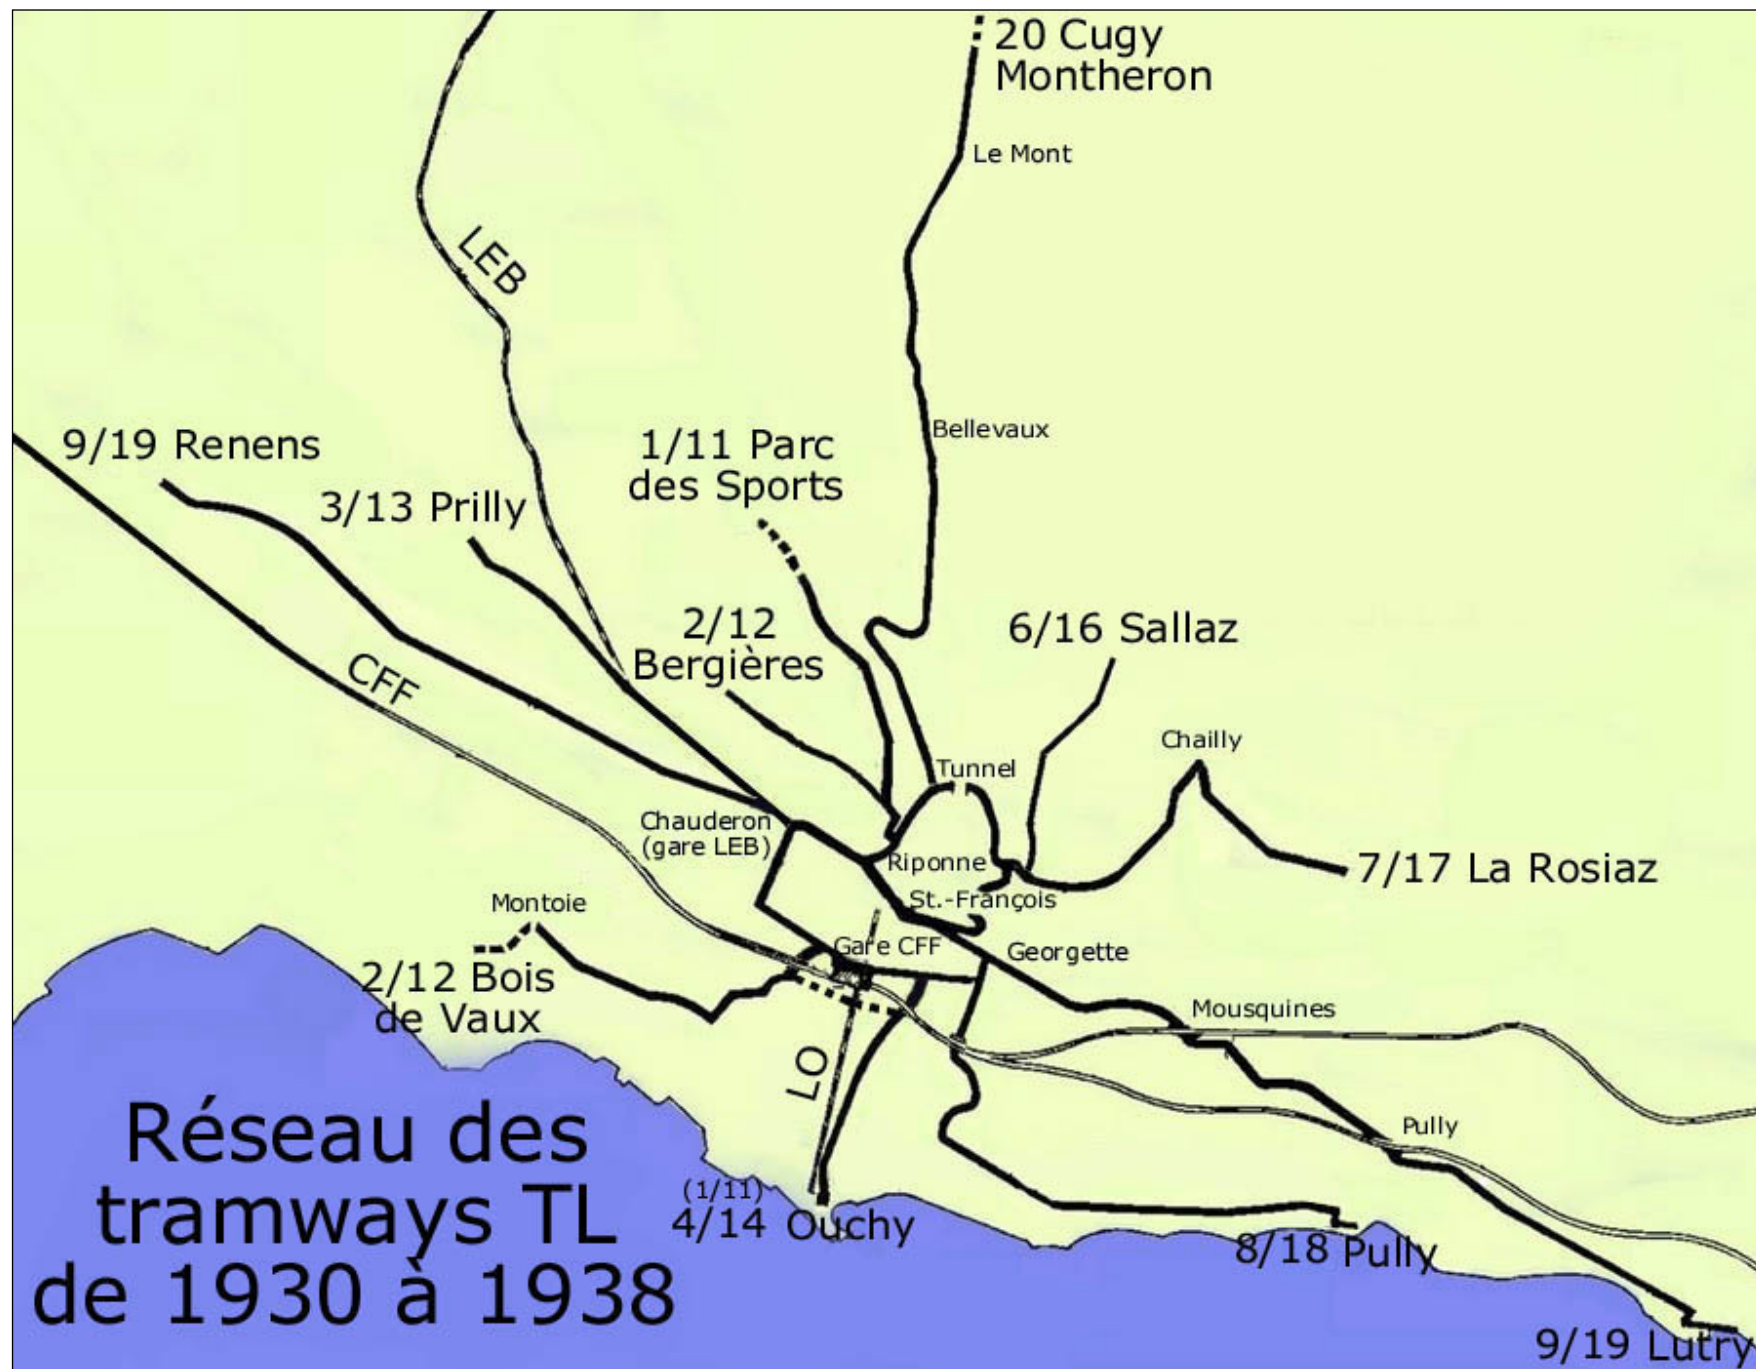 20 Cugy
Montheron
Le Mont
LEB
Bellevaux
9/19 Renens
1/11 Parc
des Sports
3/13 Prilly
2/12
Bergières
6/16 Sallaz
CFF
Chailly
Tunnel
Chauderon
(gare LEB)
Riponne
7/17 La Rosiaz
St.-François
Montoie
Gare CFF
Georgette
2/12 Bois
de Vaux
Mousquines
LO
Pully
Réseau des
tramways TL
de 1930 à 1938
(1/11)
4/14 Ouchy
8/18 Pully
9/19 Lutry